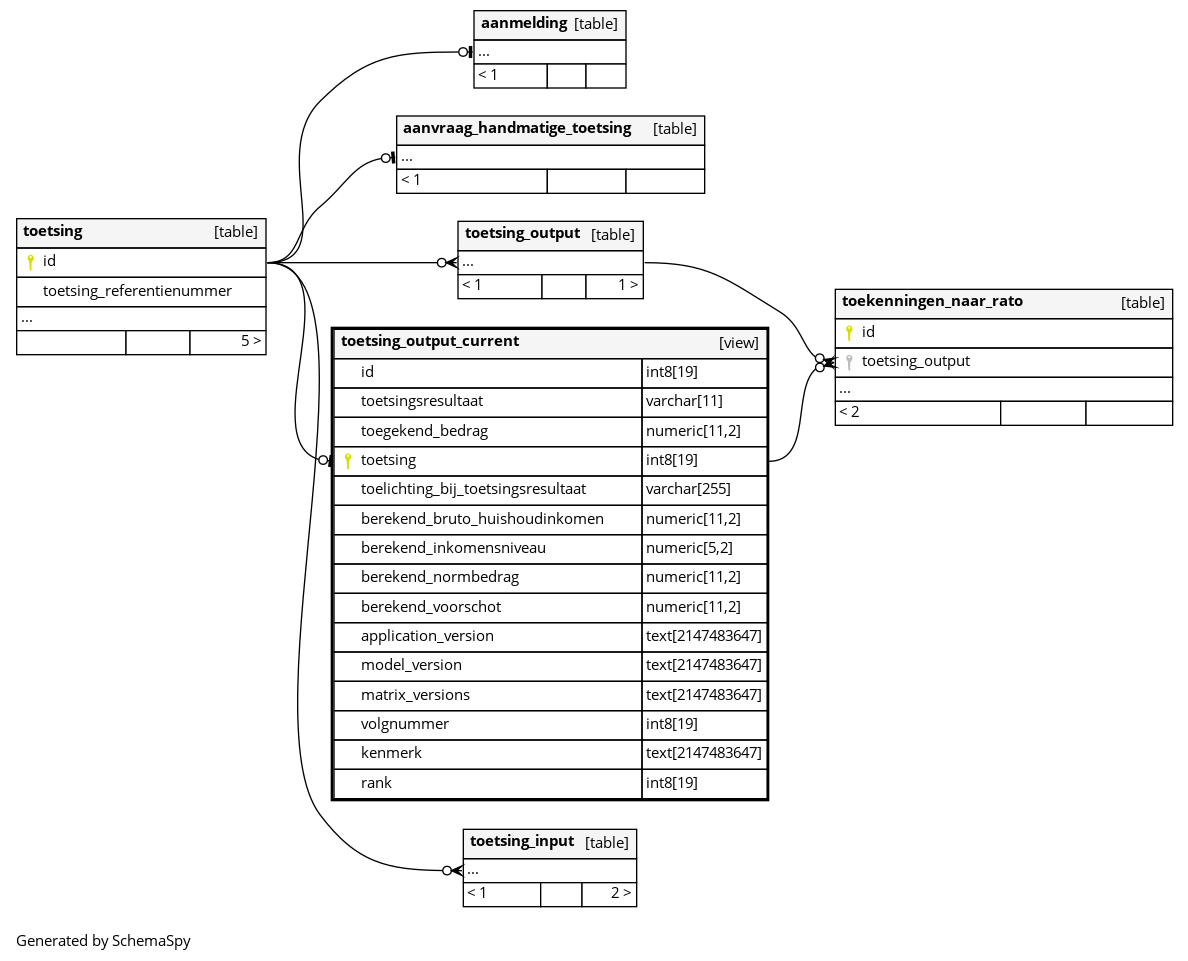 aanmelding [table]
...
< 1
aanvraag_handmatige_toetsing [table]
...
< 1
toetsing [table]
id
toetsing_referentienummer
...
5 >
toetsing_output [table]
...
< 1 1 >
toetsing_output_current [view]
id int8[19]
toetsingsresultaat varchar[11]
toegekend_bedrag numeric[11,2]
toetsing int8[19]
toelichting_bij_toetsingsresultaat varchar[255]
berekend_bruto_huishoudinkomen numeric[11,2]
berekend_inkomensniveau numeric[5,2]
berekend_normbedrag numeric[11,2]
berekend_voorschot numeric[11,2]
application_version text[2147483647]
model_version text[2147483647]
matrix_versions text[2147483647]
volgnummer int8[19]
kenmerk text[2147483647]
rank int8[19]
toekenningen_naar_rato [table]
id
toetsing_output
...
< 2
toetsing_input [table]
...
< 1 2 >
Generated by SchemaSpy